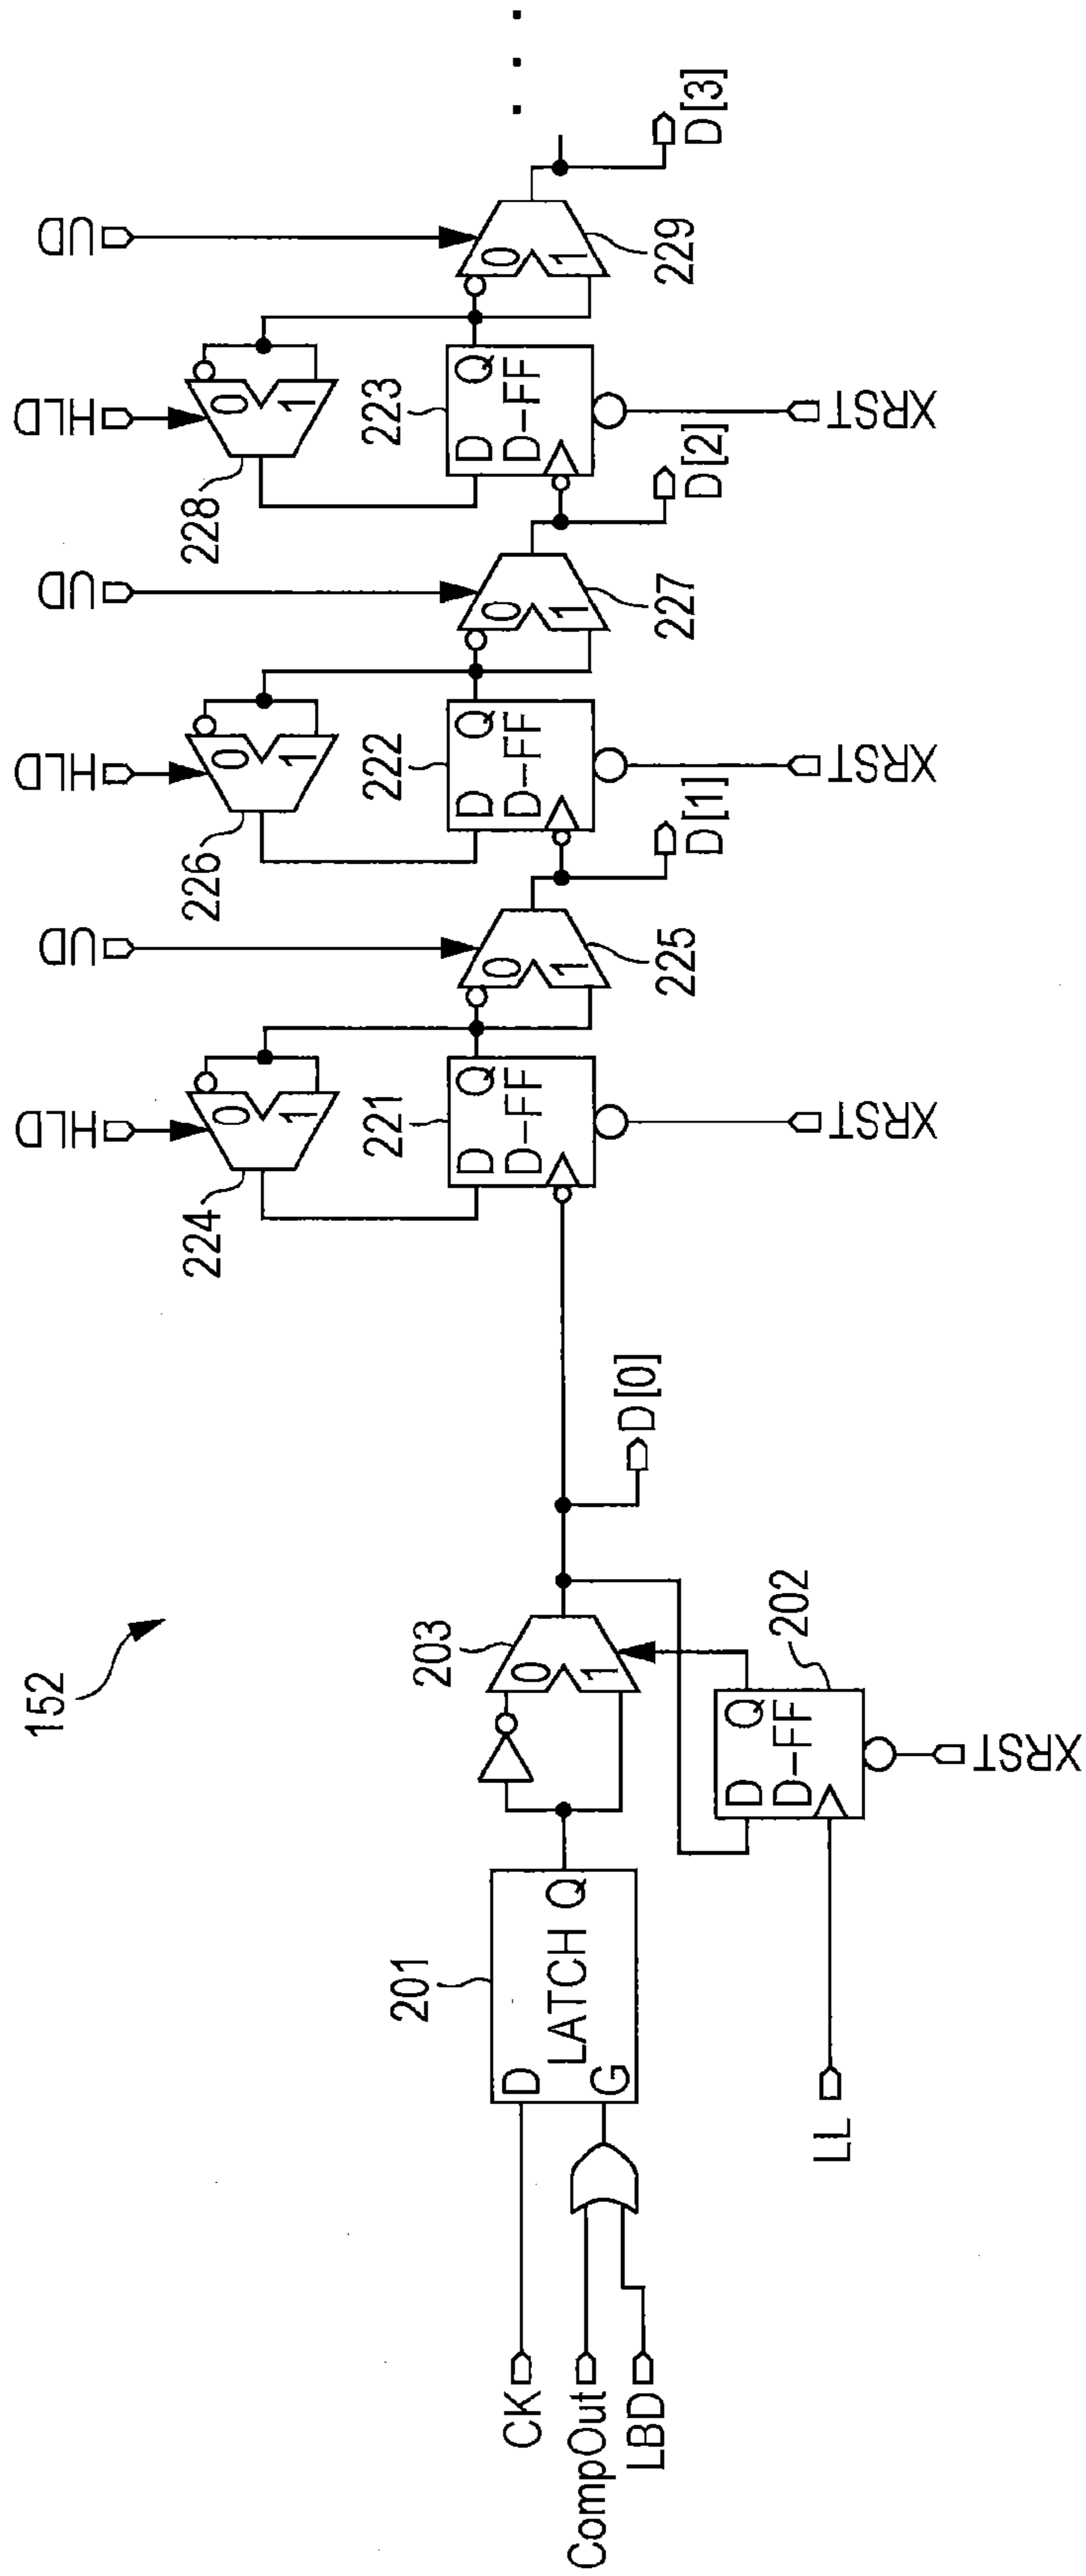 152
CK
CompOut
LBD
LL
201
D
LATCH Q
G
203
0
1
202
D
Q
D-FF
XRST
D[0]
HLD
224
0
1
221
D
Q
D-FF
XRST
UD
0
1
225
D[1]
HLD
226
0
1
222
D
Q
D-FF
XRST
UD
0
1
227
D[2]
HLD
228
0
1
223
D
Q
D-FF
XRST
UD
0
1
229
D[3]
. . .